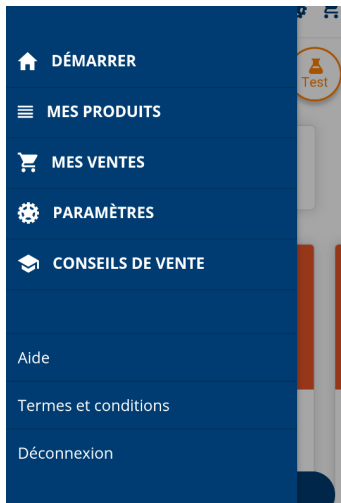 DÉMARRER
Test
MES PRODUITS
MES VENTES
PARAMÈTRES
CONSEILS DE VENTE
Aide
Termes et conditions
Déconnexion